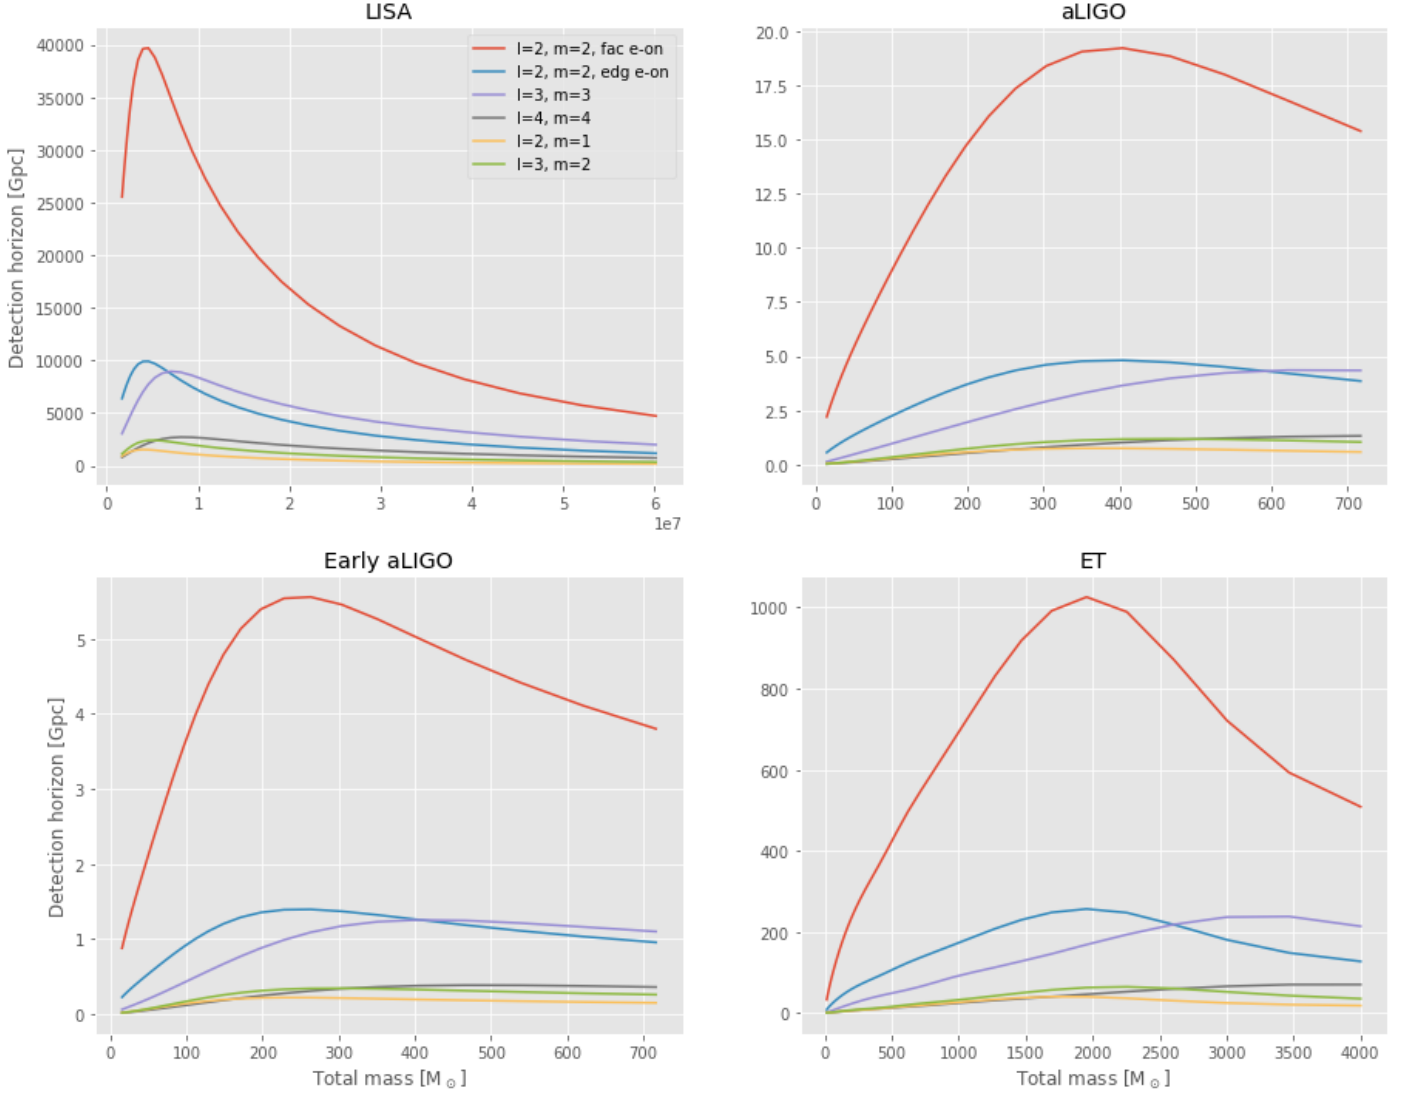 LISA
40000
35000
30000
25000
20000
15000
10000
5000
0
Detection horizon [Gpc]
l=2, m=2, fac e-on
l=2, m=2, edg e-on
l=3, m=3
l=4, m=4
l=2, m=1
l=3, m=2
0 1 2 3 4 5 6
1e7
aLIGO
20.0
17.5
15.0
12.5
10.0
7.5
5.0
2.5
0.0
0 100 200 300 400 500 600 700
Early aLIGO
5
4
3
2
1
0
Detection horizon [Gpc]
0 100 200 300 400 500 600 700
Total mass [M⊙]
ET
1000
800
600
400
200
0
0 500 1000 1500 2000 2500 3000 3500 4000
Total mass [M⊙]